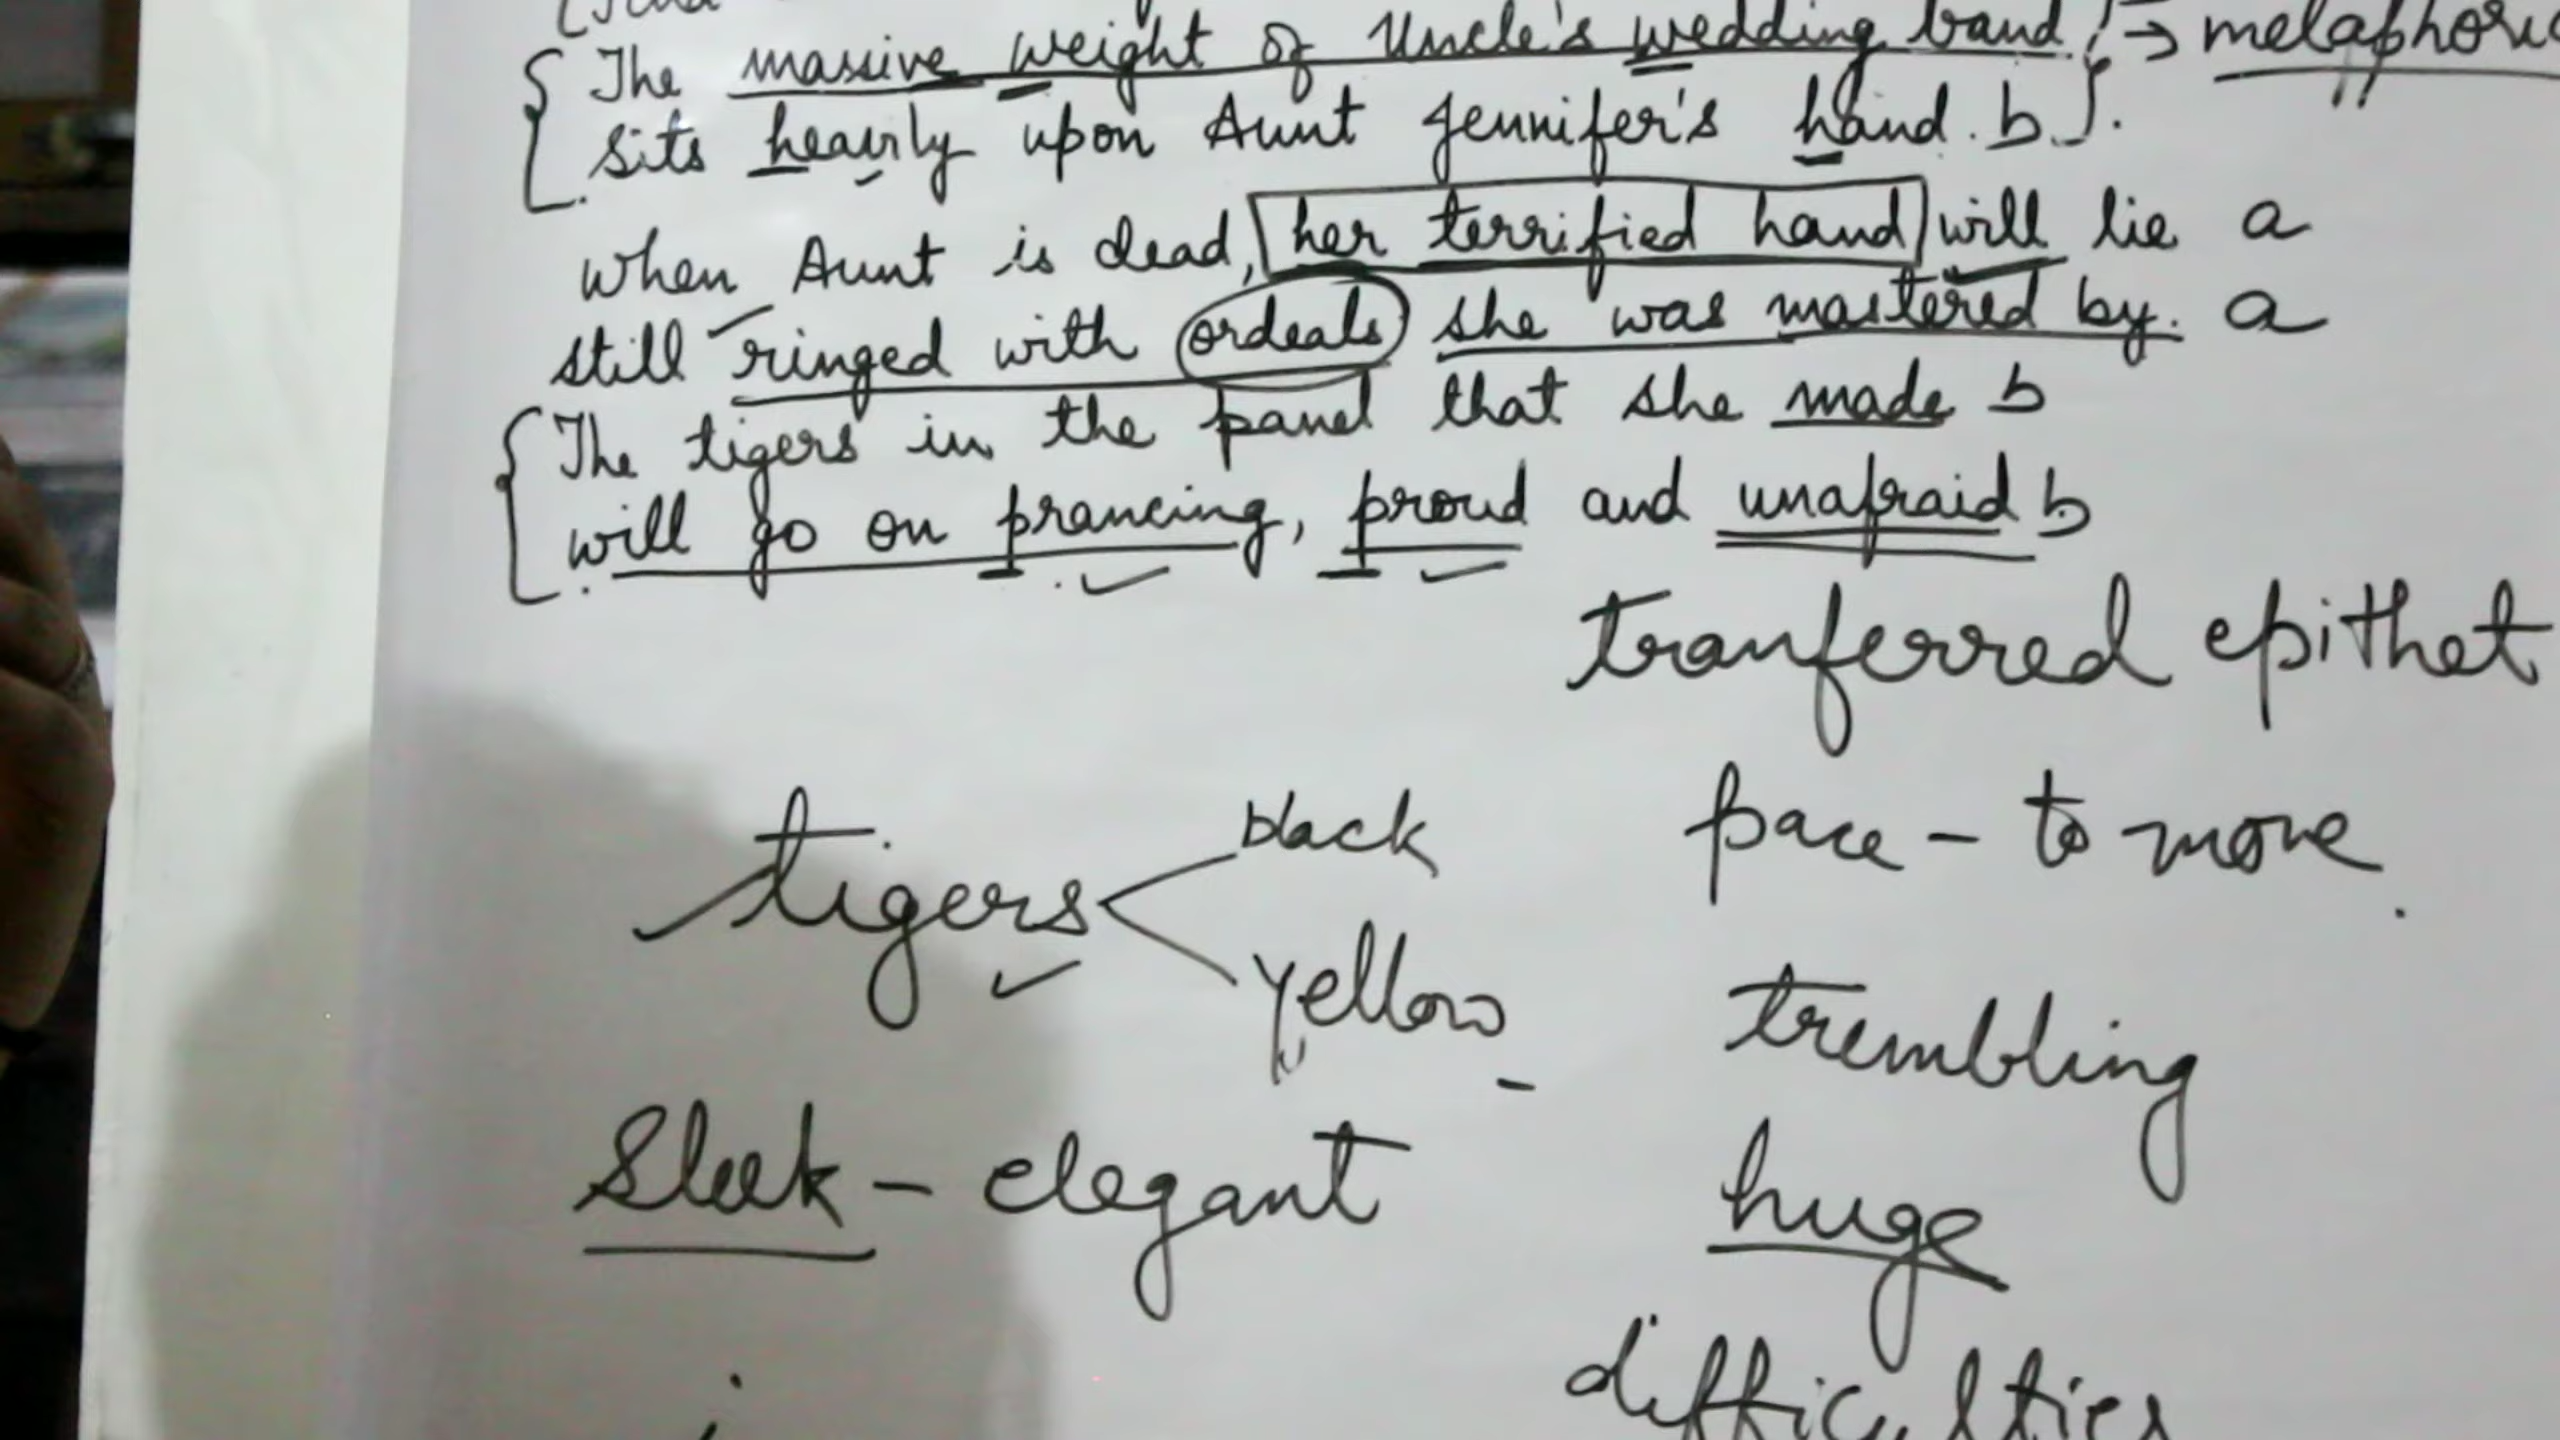 The massive weight of Uncle's wedding band } → metaphoric
sits heavily upon Aunt Jennifer's hand. b
when Aunt is dead, her terrified hand will lie a
still ringed with ordeals she was mastered by. a
The tigers in the panel that she made b
will go on prancing, proud and unafraid b
tranferred epithet
black
pace - to move
tigers
yellow
trembling
Sleek - elegant
huge
difficulties